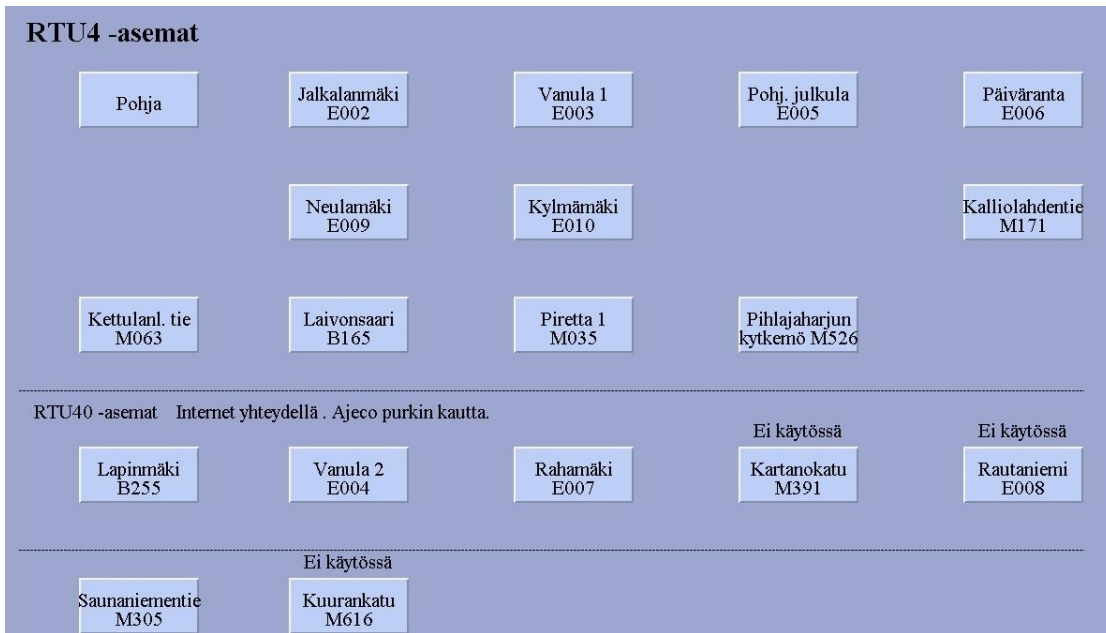 RTU4 -asemat
Pohja
Jalkalanmäki
E002
Vanula 1
E003
Pohj. julkula
E005
Päiväranta
E006
Neulamäki
E009
Kylmämäki
E010
Kalliolahdentie
M171
Kettulanl. tie
M063
Laivonsaari
B165
Piretta 1
M035
Pihlajaharjun
kytkemö M526
RTU40 -asemat    Internet yhteydellä . Ajeco purkin kautta.
Lapinmäki
B255
Vanula 2
E004
Rahamäki
E007
Ei käytössä
Kartanokatu
M391
Ei käytössä
Rautaniemi
E008
Saunaniementie
M305
Ei käytössä
Kuurankatu
M616